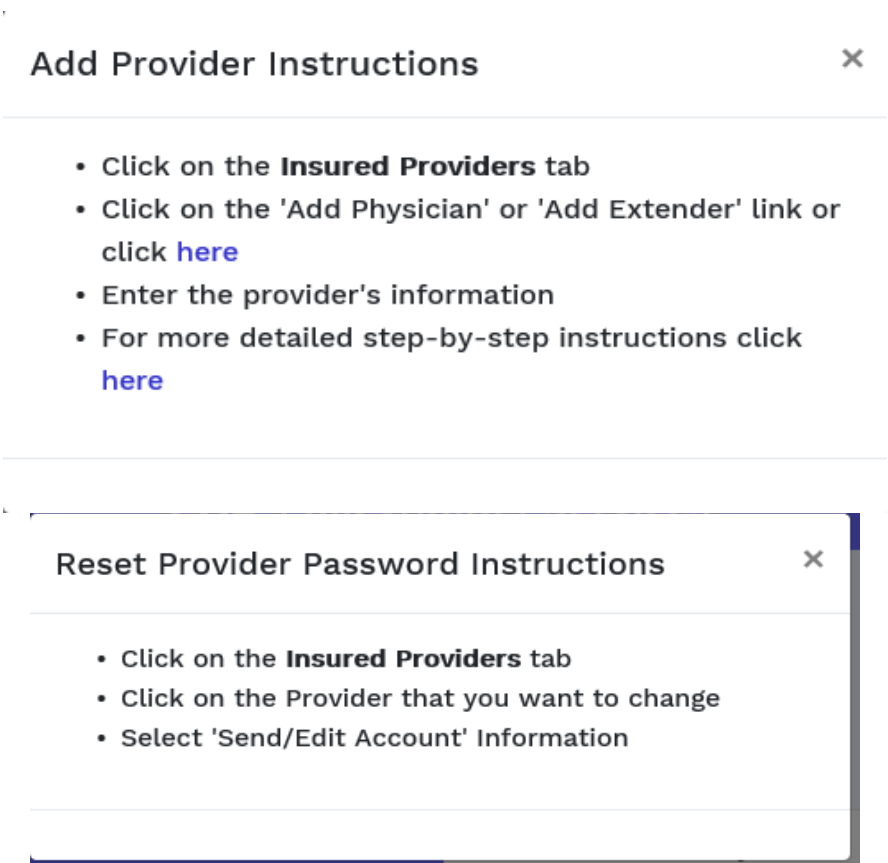 Add Provider Instructions ×
• Click on the Insured Providers tab
• Click on the 'Add Physician' or 'Add Extender' link or
click here
• Enter the provider's information
• For more detailed step-by-step instructions click
here
Reset Provider Password Instructions ×
• Click on the Insured Providers tab
• Click on the Provider that you want to change
• Select 'Send/Edit Account' Information